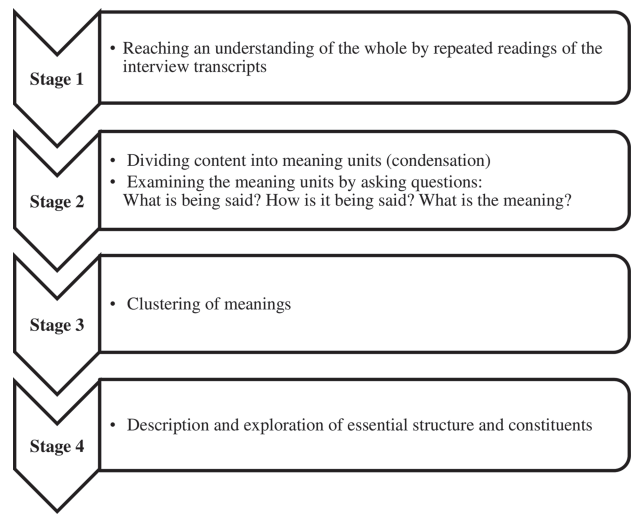 Stage 1
• Reaching an understanding of the whole by repeated readings of the
interview transcripts
Stage 2
• Dividing content into meaning units (condensation)
• Examining the meaning units by asking questions:
What is being said? How is it being said? What is the meaning?
Stage 3
• Clustering of meanings
Stage 4
• Description and exploration of essential structure and constituents